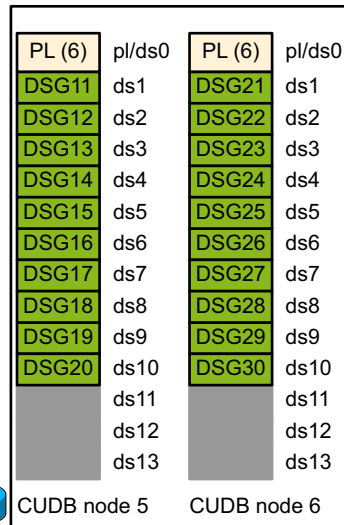 PL (6) pl/ds0 PL (6) pl/ds0
DSG11 ds1 DSG21 ds1
DSG12 ds2 DSG22 ds2
DSG13 ds3 DSG23 ds3
DSG14 ds4 DSG24 ds4
DSG15 ds5 DSG25 ds5
DSG16 ds6 DSG26 ds6
DSG17 ds7 DSG27 ds7
DSG18 ds8 DSG28 ds8
DSG19 ds9 DSG29 ds9
DSG20 ds10 DSG30 ds10
ds11 ds11
ds12 ds12
ds13 ds13
CUDB node 5 CUDB node 6